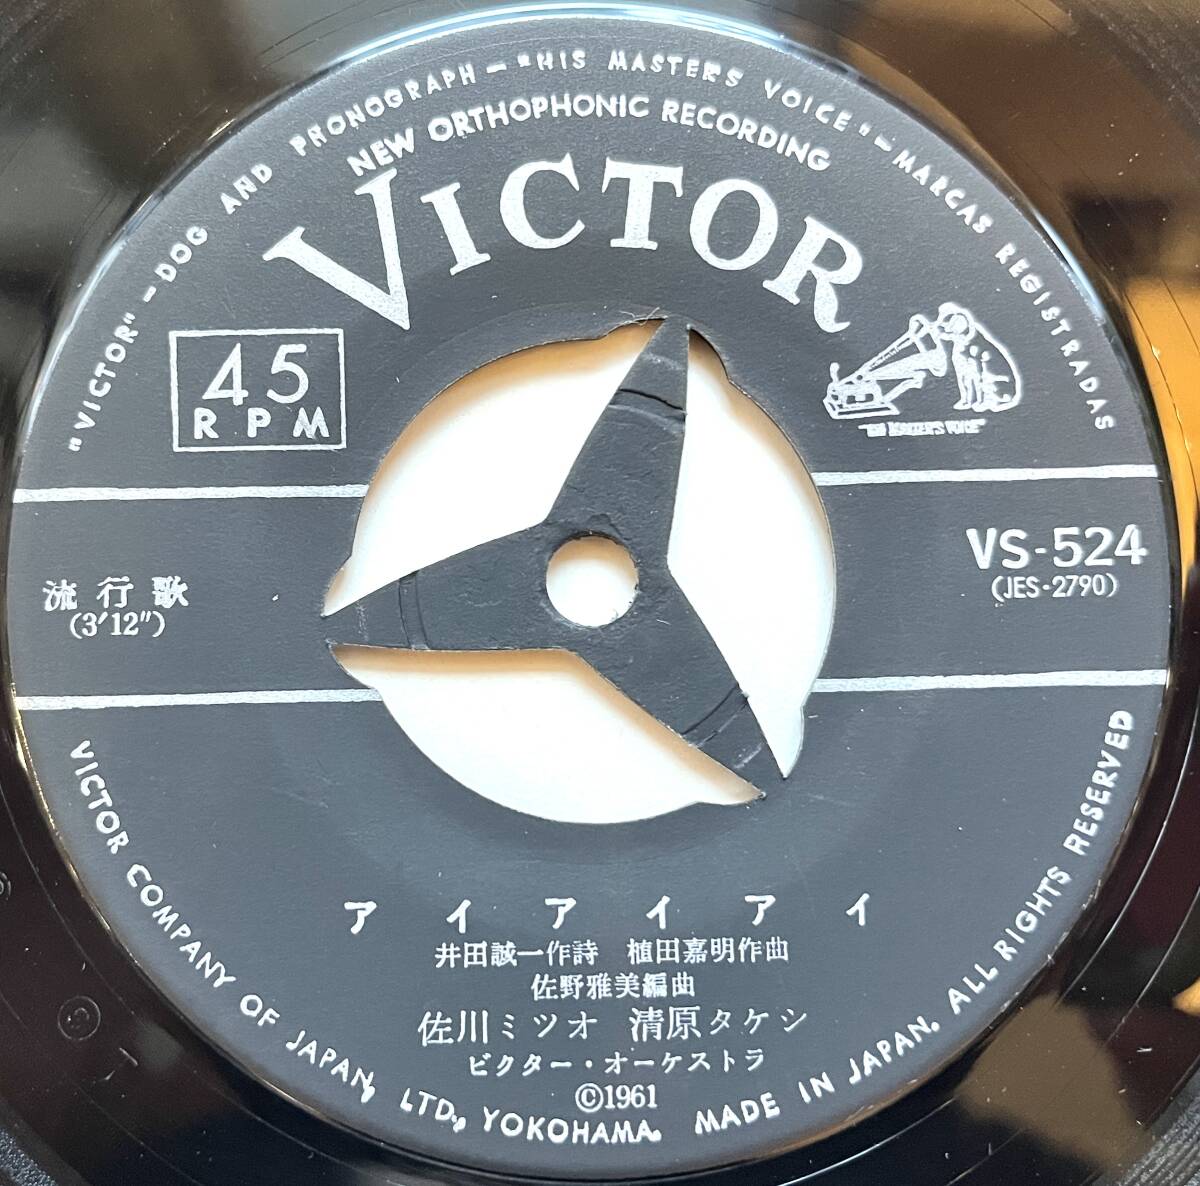 "VICTOR"—DOG AND PHONOGRAPH—"HIS MASTERS VOICE"—MARCAS REGISTRADAS
NEW ORTHOPHONIC RECORDING
VICTOR
45
RPM
"HIS MASTER'S VOICE"
流行歌
(3′12″)
VS-524
(JES-2790)
アイアイアイ
井田誠一作詩 植田嘉明作曲
佐野雅美編曲
佐川ミツオ 清原タケシ
ビクター・オーケストラ
©1961
VICTOR COMPANY OF JAPAN, LTD., YOKOHAMA. MADE IN JAPAN. ALL RIGHTS RESERVED